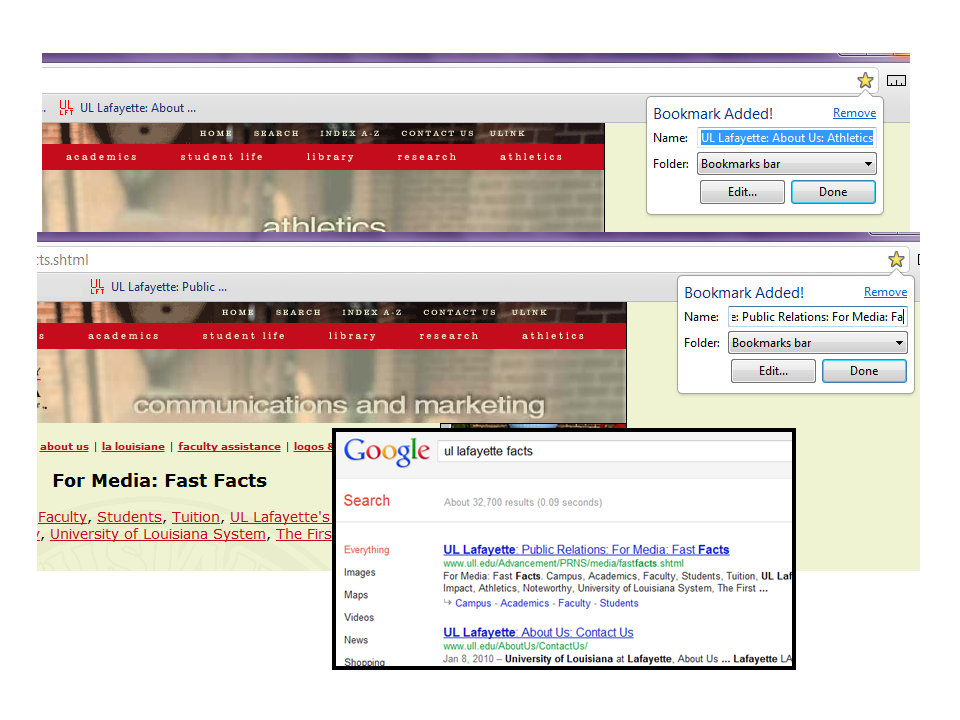 UL LFT UL Lafayette: About ...
Bookmark Added! Remove
Name: UL Lafayette: About Us: Athletics
Folder: Bookmarks bar
Edit... Done
HOME SEARCH INDEX A-Z CONTACT US ULINK
academics student life library research athletics
athletics
cts.shtml
UL LFT UL Lafayette: Public ...
Bookmark Added! Remove
Name: e: Public Relations: For Media: Fa
Folder: Bookmarks bar
Edit... Done
HOME SEARCH INDEX A-Z CONTACT US ULINK
s academics student life library research athletics
communications and marketing
about us | la louisiane | faculty assistance | logos &
For Media: Fast Facts
Faculty, Students, Tuition, UL Lafayette's
, University of Louisiana System, The Firs
Google ul lafayette facts
Search About 32,700 results (0.09 seconds)
Everything
Images
Maps
Videos
News
Shopping
UL Lafayette: Public Relations: For Media: Fast Facts
www.ull.edu/Advancement/PRNS/media/fastfacts.shtml
For Media: Fast Facts. Campus, Academics, Faculty, Students, Tuition, UL Laf
Impact, Athletics, Noteworthy, University of Louisiana System, The First ...
Campus - Academics - Faculty - Students
UL Lafayette: About Us: Contact Us
www.ull.edu/AboutUs/ContactUs/
Jan 8, 2010 – University of Louisiana at Lafayette, About Us ... Lafayette LA